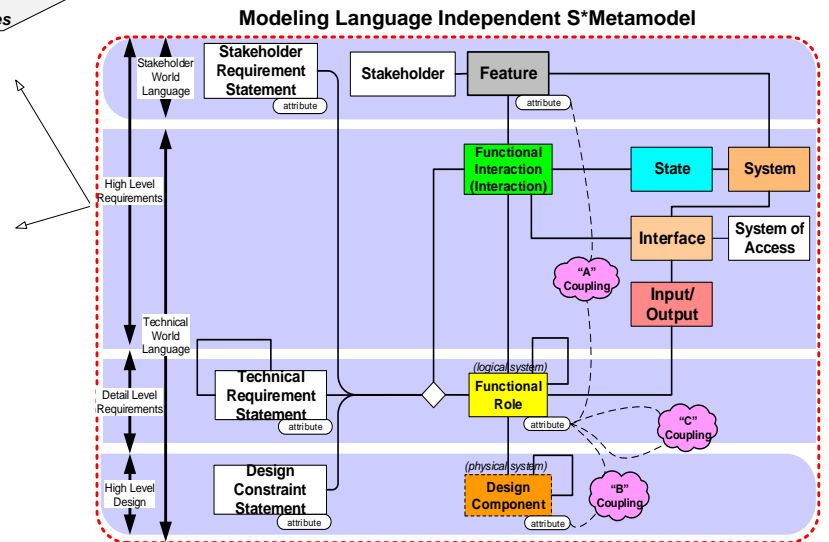 es
Modeling Language Independent S*Metamodel
Stakeholder
World
Language
Stakeholder
Requirement
Statement
attribute
Stakeholder
Feature
attribute
High Level
Requirements
Functional
Interaction
(Interaction)
State
System
Interface
System of
Access
"A"
Coupling
Input/
Output
Technical
World
Language
Detail Level
Requirements
Technical
Requirement
Statement
attribute
(logical system)
Functional
Role
attribute
"C"
Coupling
High Level
Design
Design
Constraint
Statement
attribute
(physical system)
Design
Component
attribute
"B"
Coupling